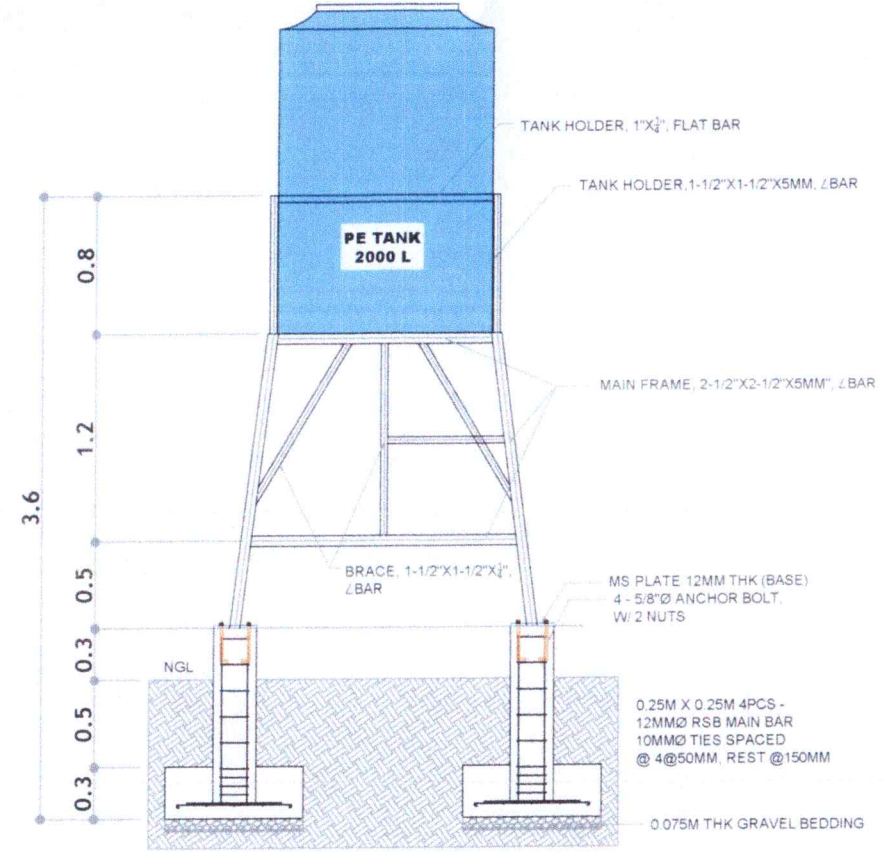 TANK HOLDER, 1"X¼", FLAT BAR
TANK HOLDER,1-1/2"X1-1/2"X5MM, ∠BAR
PE TANK
2000 L
0.8
MAIN FRAME, 2-1/2"X2-1/2"X5MM", ∠BAR
1.2
3.6
BRACE, 1-1/2"X1-1/2"X¼",
∠BAR
0.5
MS PLATE 12MM THK (BASE)
4 - 5/8"Ø ANCHOR BOLT,
W/ 2 NUTS
0.3
NGL
0.5
0.25M X 0.25M 4PCS -
12MMØ RSB MAIN BAR
10MMØ TIES SPACED
@ 4@50MM, REST @150MM
0.3
0.075M THK GRAVEL BEDDING